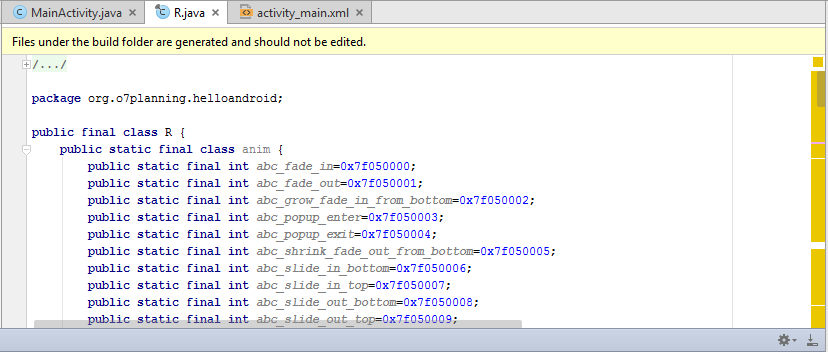 MainActivity.java × R.java × activity_main.xml ×
Files under the build folder are generated and should not be edited.
/.../
package org.o7planning.helloandroid;
public final class R {
public static final class anim {
public static final int abc_fade_in=0x7f050000;
public static final int abc_fade_out=0x7f050001;
public static final int abc_grow_fade_in_from_bottom=0x7f050002;
public static final int abc_popup_enter=0x7f050003;
public static final int abc_popup_exit=0x7f050004;
public static final int abc_shrink_fade_out_from_bottom=0x7f050005;
public static final int abc_slide_in_bottom=0x7f050006;
public static final int abc_slide_in_top=0x7f050007;
public static final int abc_slide_out_bottom=0x7f050008;
public static final int abc_slide_out_top=0x7f050009;